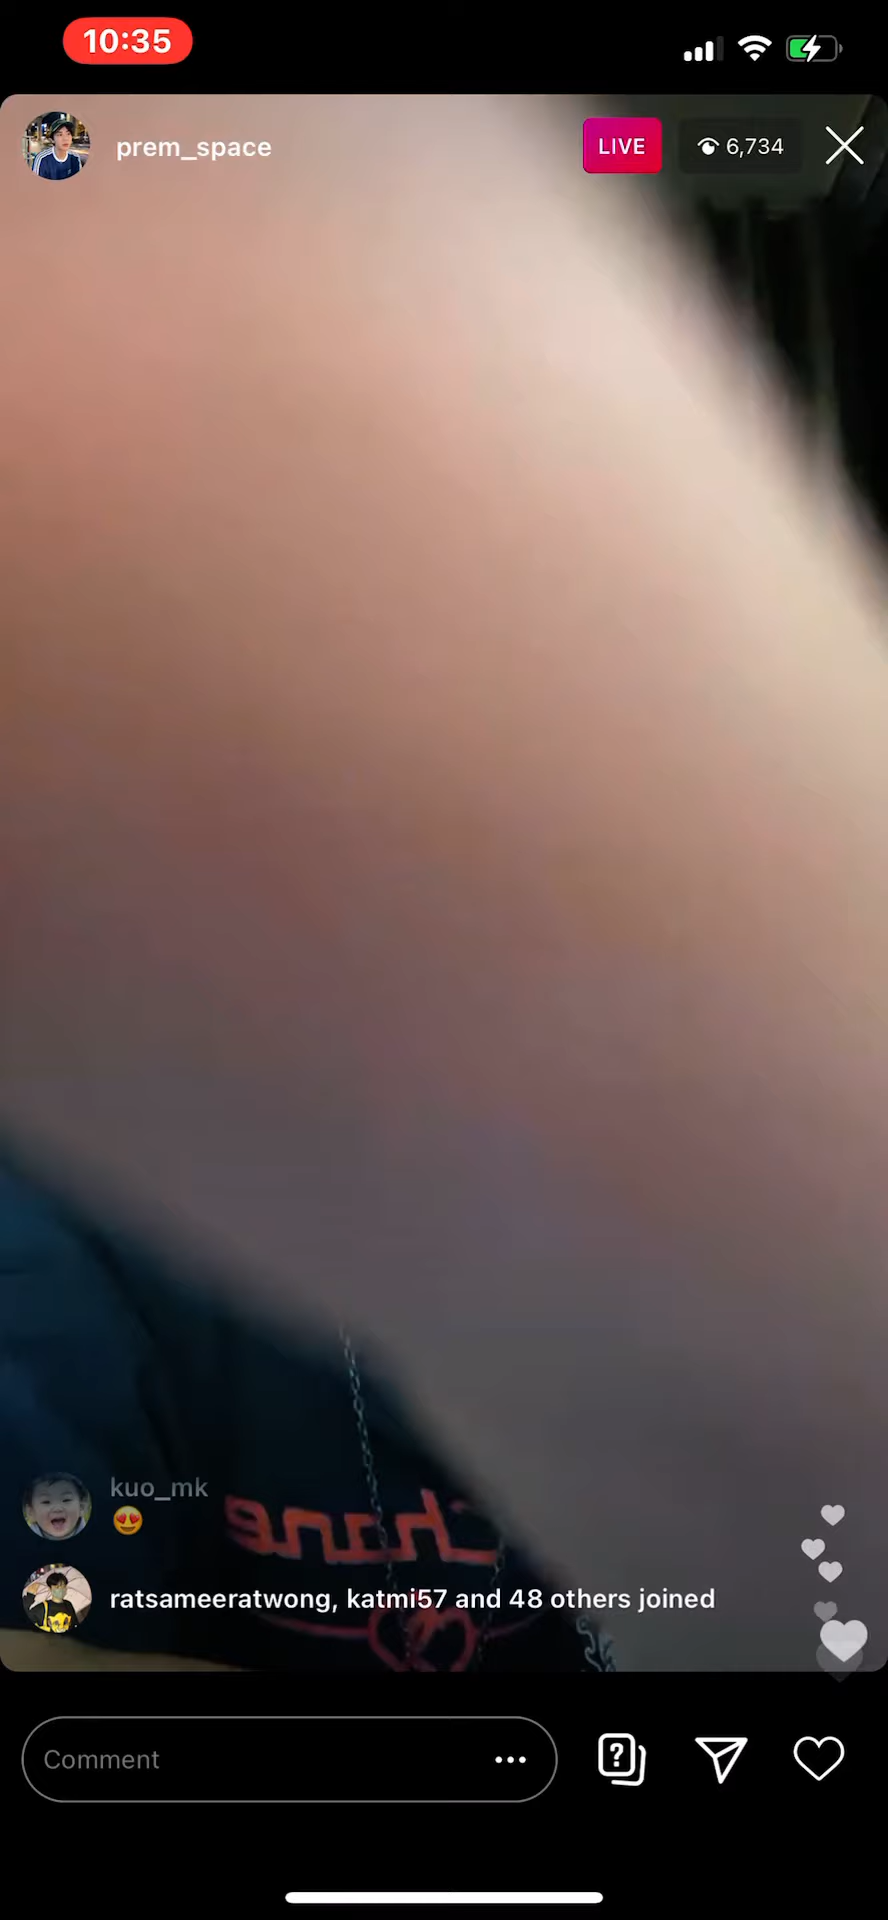 10:35
prem_space
LIVE
6,734
kuo_mk
😍
ratsameeratwong, katmi57 and 48 others joined
Comment